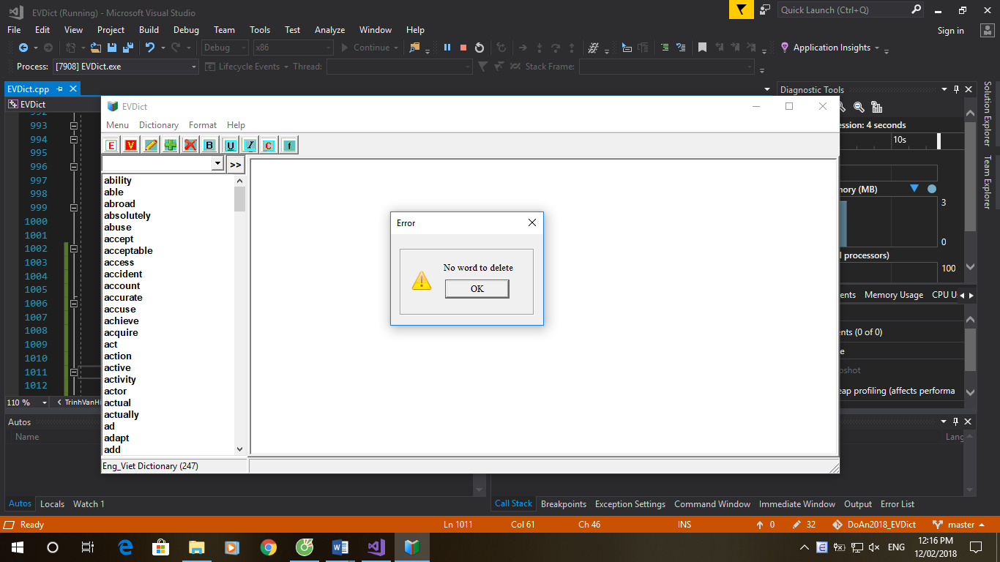 EVDict (Running) - Microsoft Visual Studio
Quick Launch (Ctrl+Q)
File Edit View Project Build Debug Team Tools Test Analyze Window Help
Sign in
Debug x86 Continue Application Insights
Process: [7908] EVDict.exe Lifecycle Events Thread: Stack Frame:
EVDict.cpp
EVDict
993
994
995
996
997
998
999
1000
1001
1002
1003
1004
1005
1006
1007
1008
1009
1010
1011
1012
110 % TrinhVanHi
EVDict
Menu Dictionary Format Help
E V B U I C f
>>
ability
able
abroad
absolutely
abuse
accept
acceptable
access
accident
account
accurate
accuse
achieve
acquire
act
action
active
activity
actor
actual
actually
ad
adapt
add
Eng_Viet Dictionary (247)
Error
No word to delete
OK
Diagnostic Tools
ession: 4 seconds
10s
mory (MB)
3
0
l processors)
100
ents Memory Usage CPU U
nts (0 of 0)
e
pshot
eap profiling (affects performa
Solution Explorer
Team Explorer
Autos
Name
Lang
Autos Locals Watch 1
Call Stack Breakpoints Exception Settings Command Window Immediate Window Output Error List
Ready Ln 1011 Col 61 Ch 46 INS 0 32 DoAn2018_EVDict master
ENG
12:16 PM
12/02/2018